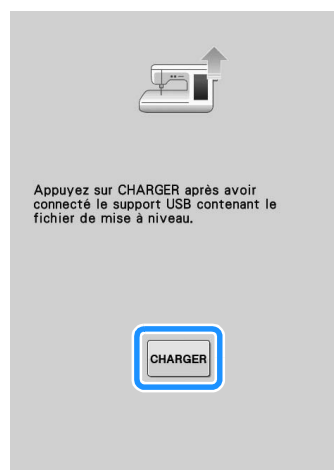 Appuyez sur CHARGER après avoir
connecté le support USB contenant le
fichier de mise à niveau.
CHARGER